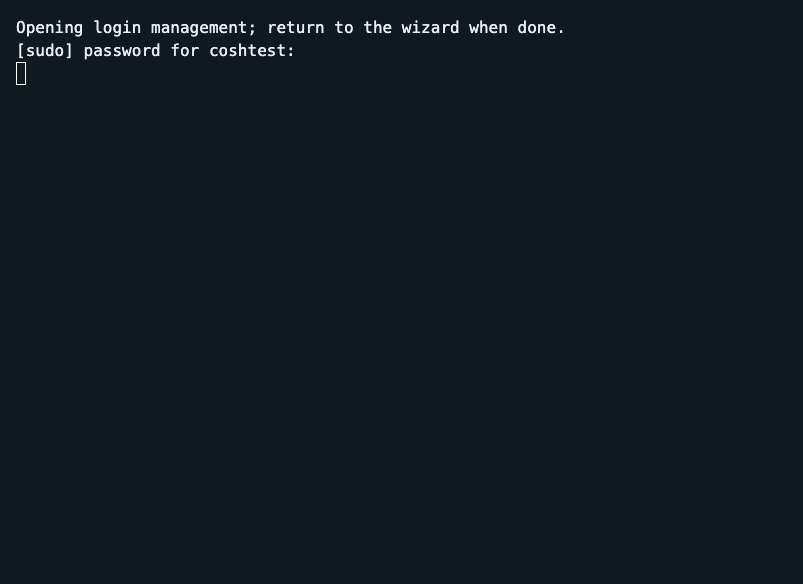 Opening login management; return to the wizard when done.
[sudo] password for coshtest: